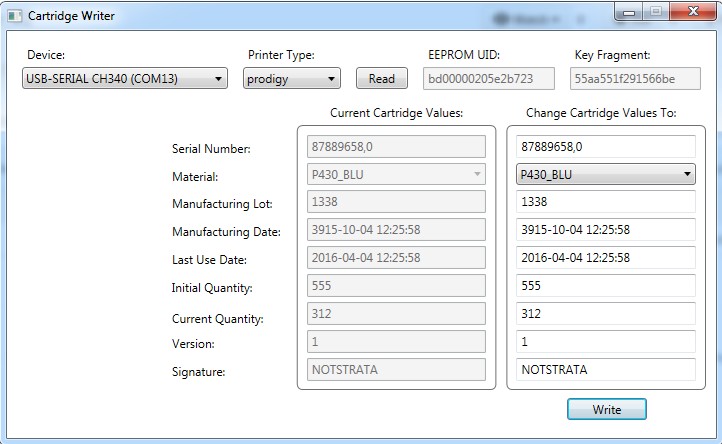 Cartridge Writer
Device: Printer Type: EEPROM UID: Key Fragment:
USB-SERIAL CH340 (COM13) prodigy Read bd00000205e2b723 55aa551f291566be
Current Cartridge Values: Change Cartridge Values To:
Serial Number: 87889658,0 87889658,0
Material: P430_BLU P430_BLU
Manufacturing Lot: 1338 1338
Manufacturing Date: 3915-10-04 12:25:58 3915-10-04 12:25:58
Last Use Date: 2016-04-04 12:25:58 2016-04-04 12:25:58
Initial Quantity: 555 555
Current Quantity: 312 312
Version: 1 1
Signature: NOTSTRATA NOTSTRATA
Write